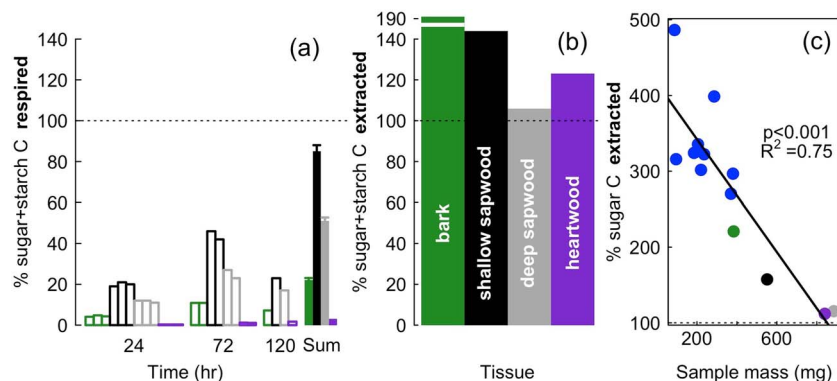 (a)
% sugar+starch C respired
140
120
100
80
60
40
20
0
24
72
120
Sum
Time (hr)
(b)
% sugar+starch C extracted
190
140
120
100
80
60
40
20
0
bark
shallow sapwood
deep sapwood
heartwood
Tissue
(c)
% sugar C extracted
500
400
300
200
100
p<0.001
R² =0.75
200
600
Sample mass (mg)